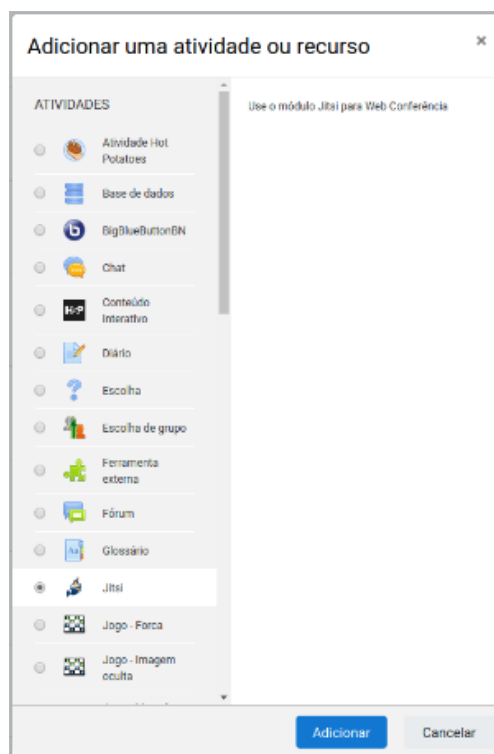 Adicionar uma atividade ou recurso
×
ATIVIDADES
Use o módulo Jitsi para Web Conferência
Atividade Hot
Potatoes
Base de dados
b
BigBlueButtonBN
Chat
H5P
Conteúdo
Interativo
Diário
?
Escolha
Escolha de grupo
Ferramenta
externa
Fórum
Aa
Glossário
Jitsi
Jogo - Forca
Jogo - Imagem
oculta
Adicionar
Cancelar